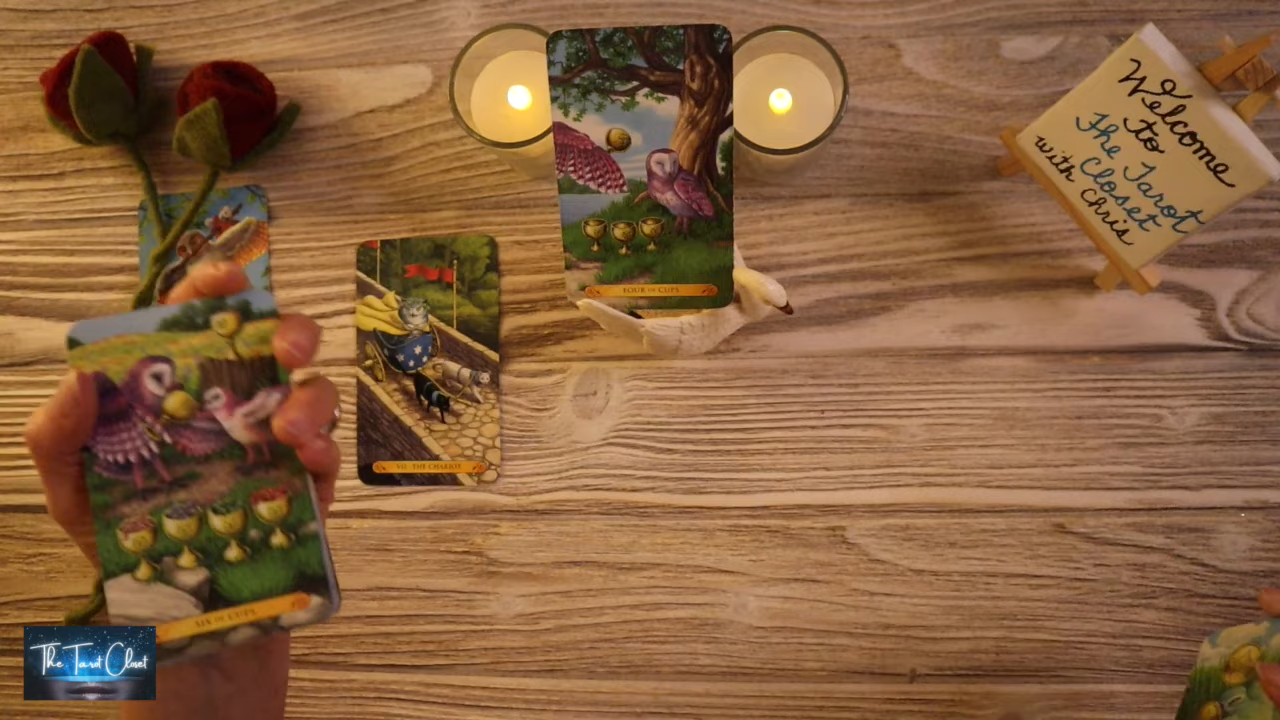 Welcome
to
The Tarot
Closet
with Chris
FOUR OF CUPS
VII. THE CHARIOT
SIX OF CUPS
The Tarot Closet